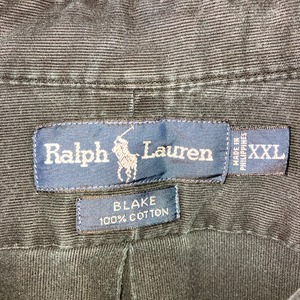 Ralph Lauren
MADE IN
PHILIPPINES
XXL
BLAKE
100% COTTON